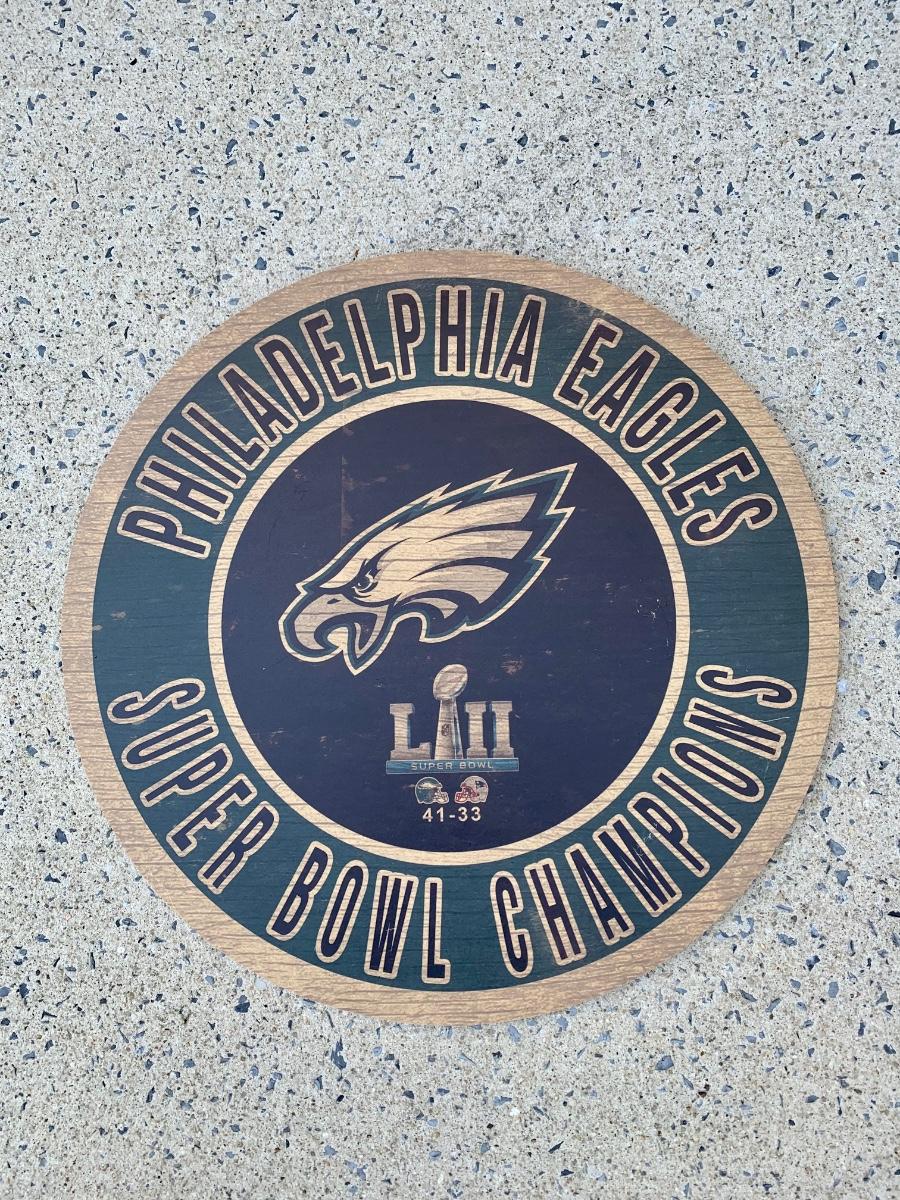 PHILADELPHIA EAGLES
LII
SUPER BOWL
41-33
SUPER BOWL CHAMPIONS